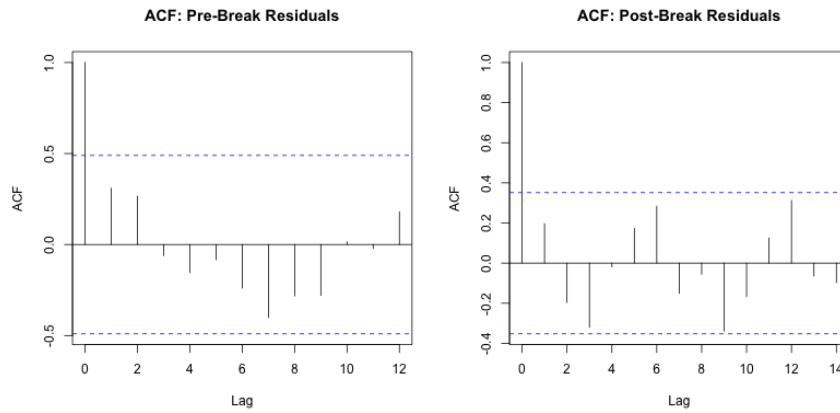 ACF: Pre-Break Residuals
ACF
1.0
0.5
0.0
-0.5
0 2 4 6 8 10 12
Lag
ACF: Post-Break Residuals
ACF
1.0
0.8
0.6
0.4
0.2
0.0
-0.2
-0.4
0 2 4 6 8 10 12 14
Lag